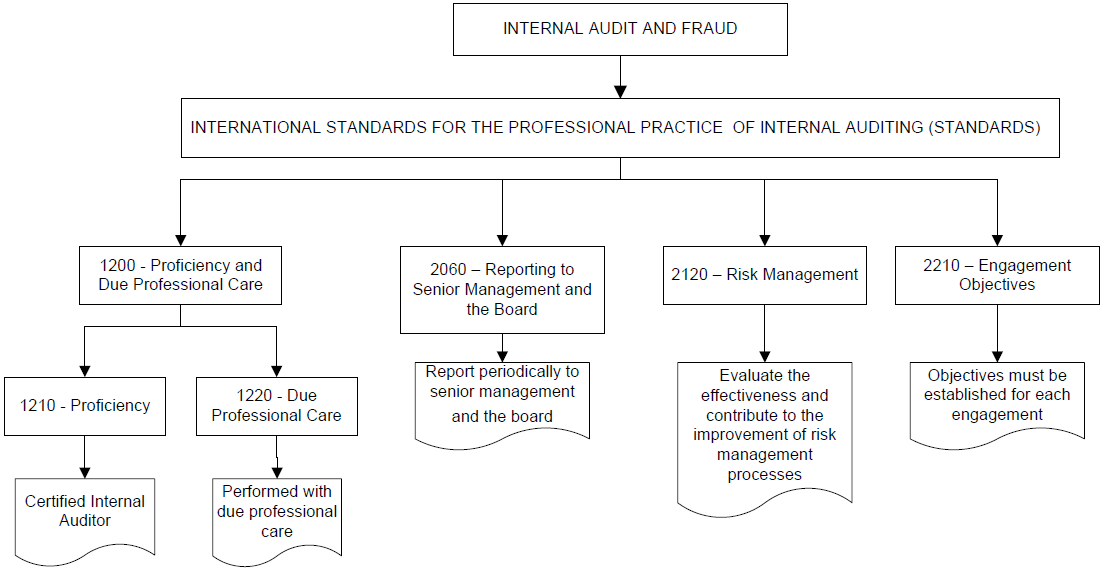 INTERNAL AUDIT AND FRAUD
INTERNATIONAL STANDARDS FOR THE PROFESSIONAL PRACTICE OF INTERNAL AUDITING (STANDARDS)
1200 - Proficiency and
Due Professional Care
2060 – Reporting to
Senior Management and
the Board
2120 – Risk Management
2210 – Engagement
Objectives
1210 - Proficiency
1220 - Due
Professional Care
Report periodically to
senior management
and the board
Evaluate the
effectiveness and
contribute to the
improvement of risk
management
processes
Objectives must be
established for each
engagement
Certified Internal
Auditor
Performed with
due professional
care